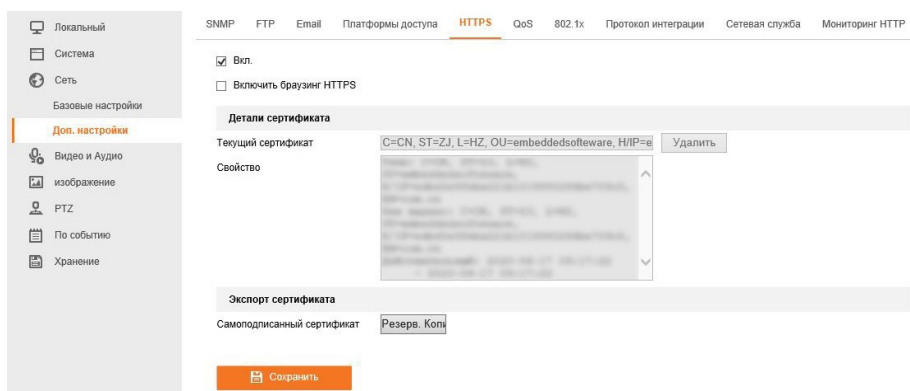 SNMP FTP Email Платформы доступа HTTPS QoS 802.1x Протокол интеграции Сетевая служба Мониторинг HTTP
Локальный
Система
Сеть
Базовые настройки
Доп. настройки
Видео и Аудио
изображение
PTZ
По событию
Хранение
Вкл.
Включить браузинг HTTPS
Детали сертификата
Текущий сертификат C=CN, ST=ZJ, L=HZ, OU=embeddedsofteware, H/IP=e Удалить
Свойство
Экспорт сертификата
Самоподписанный сертификат Резерв. Копи
Сохранить